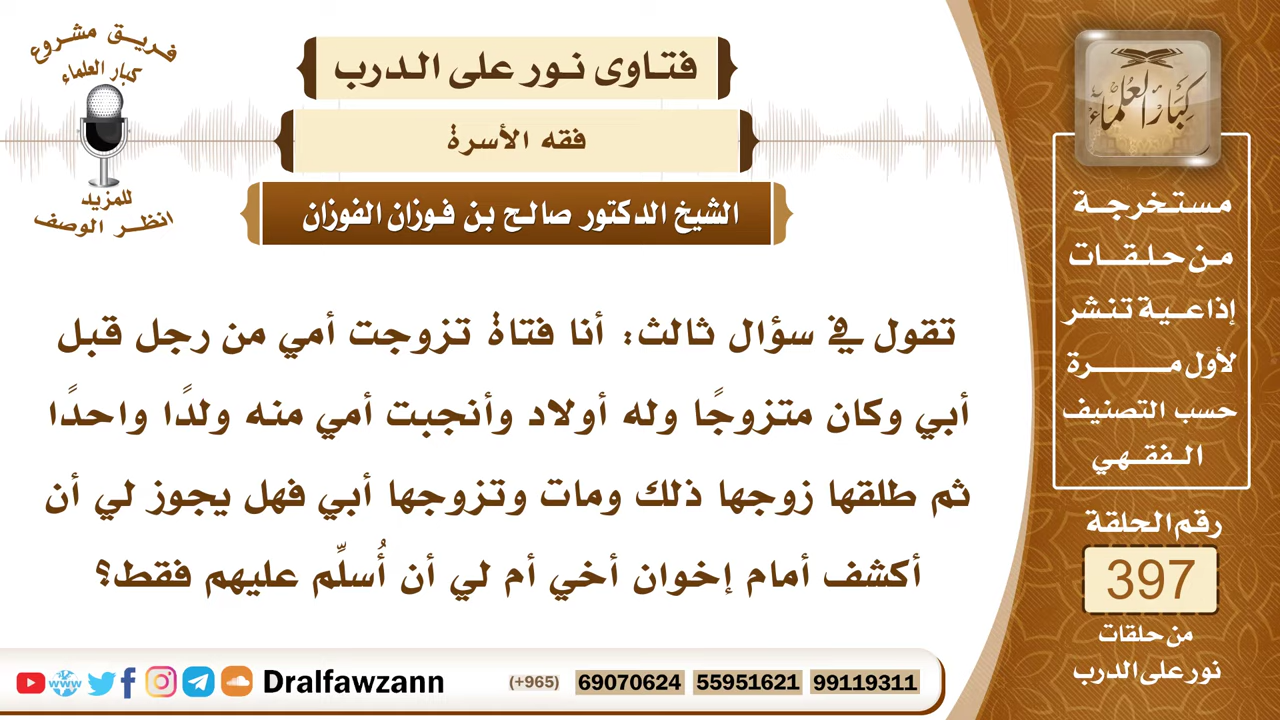 فريق مشروع
كبار العلماء
للمزيد
انظر الوصف
فتاوى نور على الدرب
فقه الأسرة
الشيخ الدكتور صالح بن فوزان الفوزان
تقول في سؤال ثالث: أنا فتاة تزوجت أمي من رجل قبل
أبي وكان متزوجًا وله أولاد وأنجبت أمي منه ولدًا واحدًا
ثم طلقها زوجها ذلك ومات وتزوجها أبي فهل يجوز لي أن
أكشف أمام إخوان أخي أم لي أن أُسلِّم عليهم فقط؟
كِبَار العُلَمَاء
مستخرجة
من حلقات
إذاعية تنشر
لأول مرة
حسب التصنيف
الفقهي
رقم الحلقة
397
من حلقات
نور على الدرب
www
Dralfawzann
(+965) 69070624 55951621 99119311